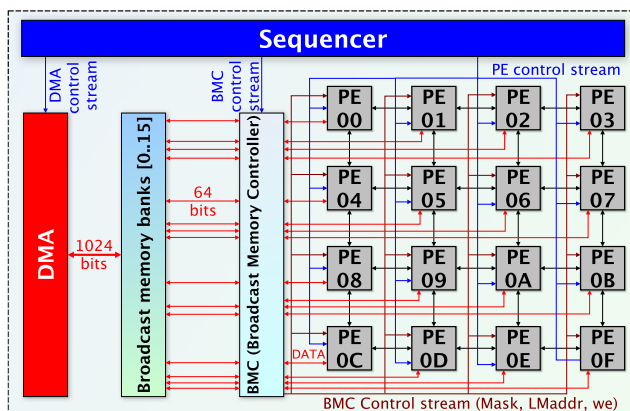 Sequencer
DMA
control
stream
BMC
control
stream
PE control stream
DMA
1024
bits
Broadcast memory banks [0..15]
64
bits
BMC (Broadcast Memory Controller)
PE
00
PE
01
PE
02
PE
03
PE
04
PE
05
PE
06
PE
07
PE
08
PE
09
PE
0A
PE
0B
DATA
PE
0C
PE
0D
PE
0E
PE
0F
BMC Control stream (Mask, LMaddr, we)